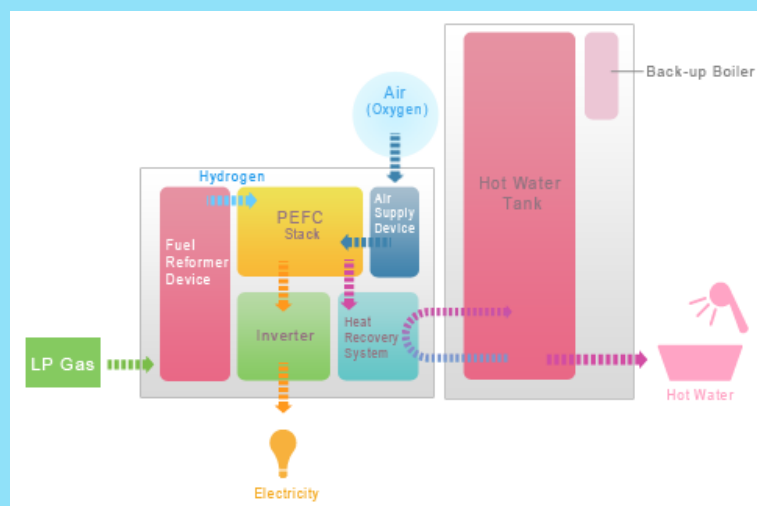 Back-up Boiler
Air
(Oxygen)
Hydrogen
Hot Water
Tank
PEFC
Stack
Air
Supply
Device
Fuel
Reformer
Device
Inverter
Heat
Recovery
System
LP Gas
Hot Water
Electricity